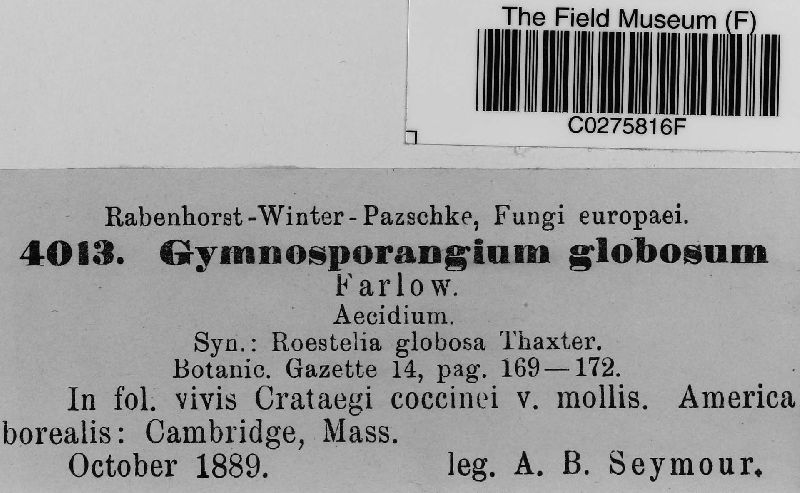 The Field Museum (F)
C0275816F
Rabenhorst-Winter-Pazschke, Fungi europaei.
4013. Gymnosporangium globosum
Farlow.
Aecidium.
Syn.: Roestelia globosa Thaxter.
Botanic. Gazette 14, pag. 169—172.
In fol. vivis Crataegi coccinei v. mollis. America
borealis: Cambridge, Mass.
October 1889. leg. A. B. Seymour.